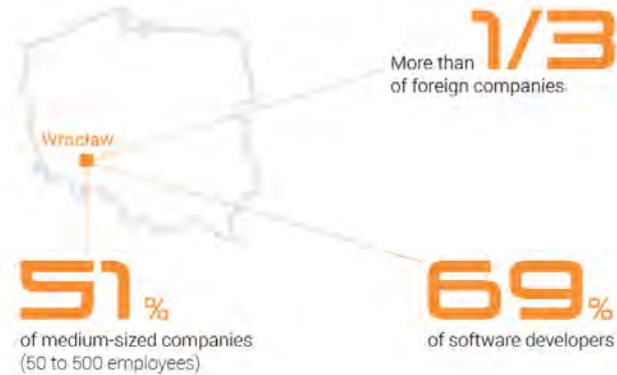 More than 1/3
of foreign companies
Wrocław
51%
of medium-sized companies
(50 to 500 employees)
69%
of software developers